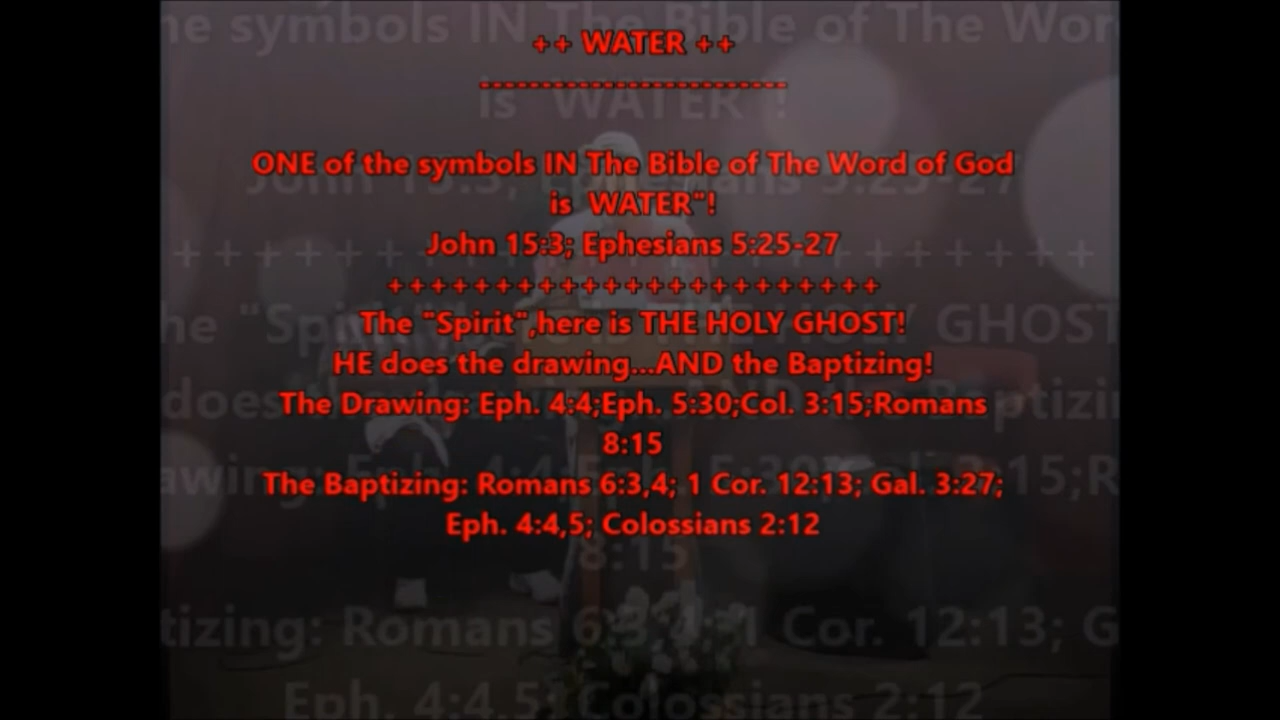 ++ WATER ++
------------------------
ONE of the symbols IN The Bible of The Word of God
is WATER"!
John 15:3; Ephesians 5:25-27
+++++++++++++++++++++++
The "Spirit",here is THE HOLY GHOST!
HE does the drawing...AND the Baptizing!
The Drawing: Eph. 4:4;Eph. 5:30;Col. 3:15;Romans
8:15
The Baptizing: Romans 6:3,4; 1 Cor. 12:13; Gal. 3:27;
Eph. 4:4,5; Colossians 2:12